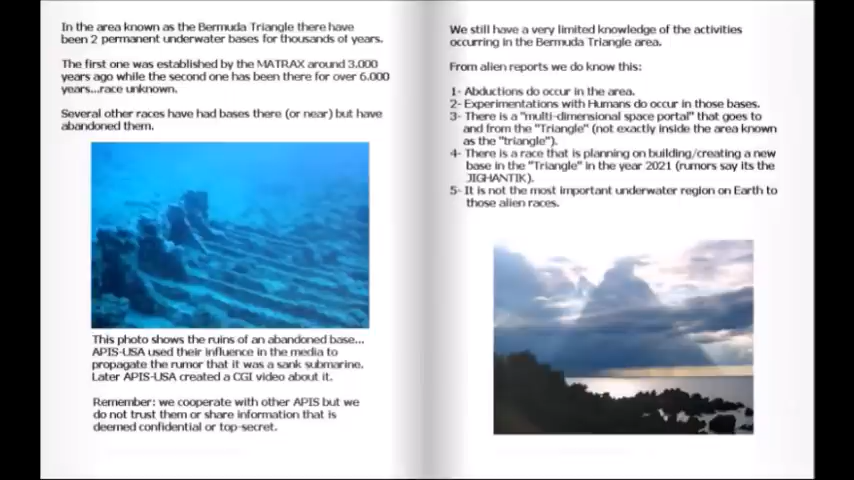 In the area known as the Bermuda Triangle there have
been 2 permanent underwater bases for thousands of years.
The first one was established by the MATRAX around 3.000
years ago while the second one has been there for over 6.000
years...race unknown.
Several other races have had bases there (or near) but have
abandoned them.
This photo shows the ruins of an abandoned base...
APIS-USA used their influence in the media to
propagate the rumor that it was a sank submarine.
Later APIS-USA created a CGI video about it.
Remember: we cooperate with other APIS but we
do not trust them or share information that is
deemed confidential or top-secret.
We still have a very limited knowledge of the activities
occurring in the Bermuda Triangle area.
From alien reports we do know this:
1- Abductions do occur in the area.
2- Experimentations with Humans do occur in those bases.
3- There is a "multi-dimensional space portal" that goes to
and from the "Triangle" (not exactly inside the area known
as the "triangle").
4- There is a race that is planning on building/creating a new
base in the "Triangle" in the year 2021 (rumors say its the
JIGHANTIK).
5- It is not the most important underwater region on Earth to
those alien races.